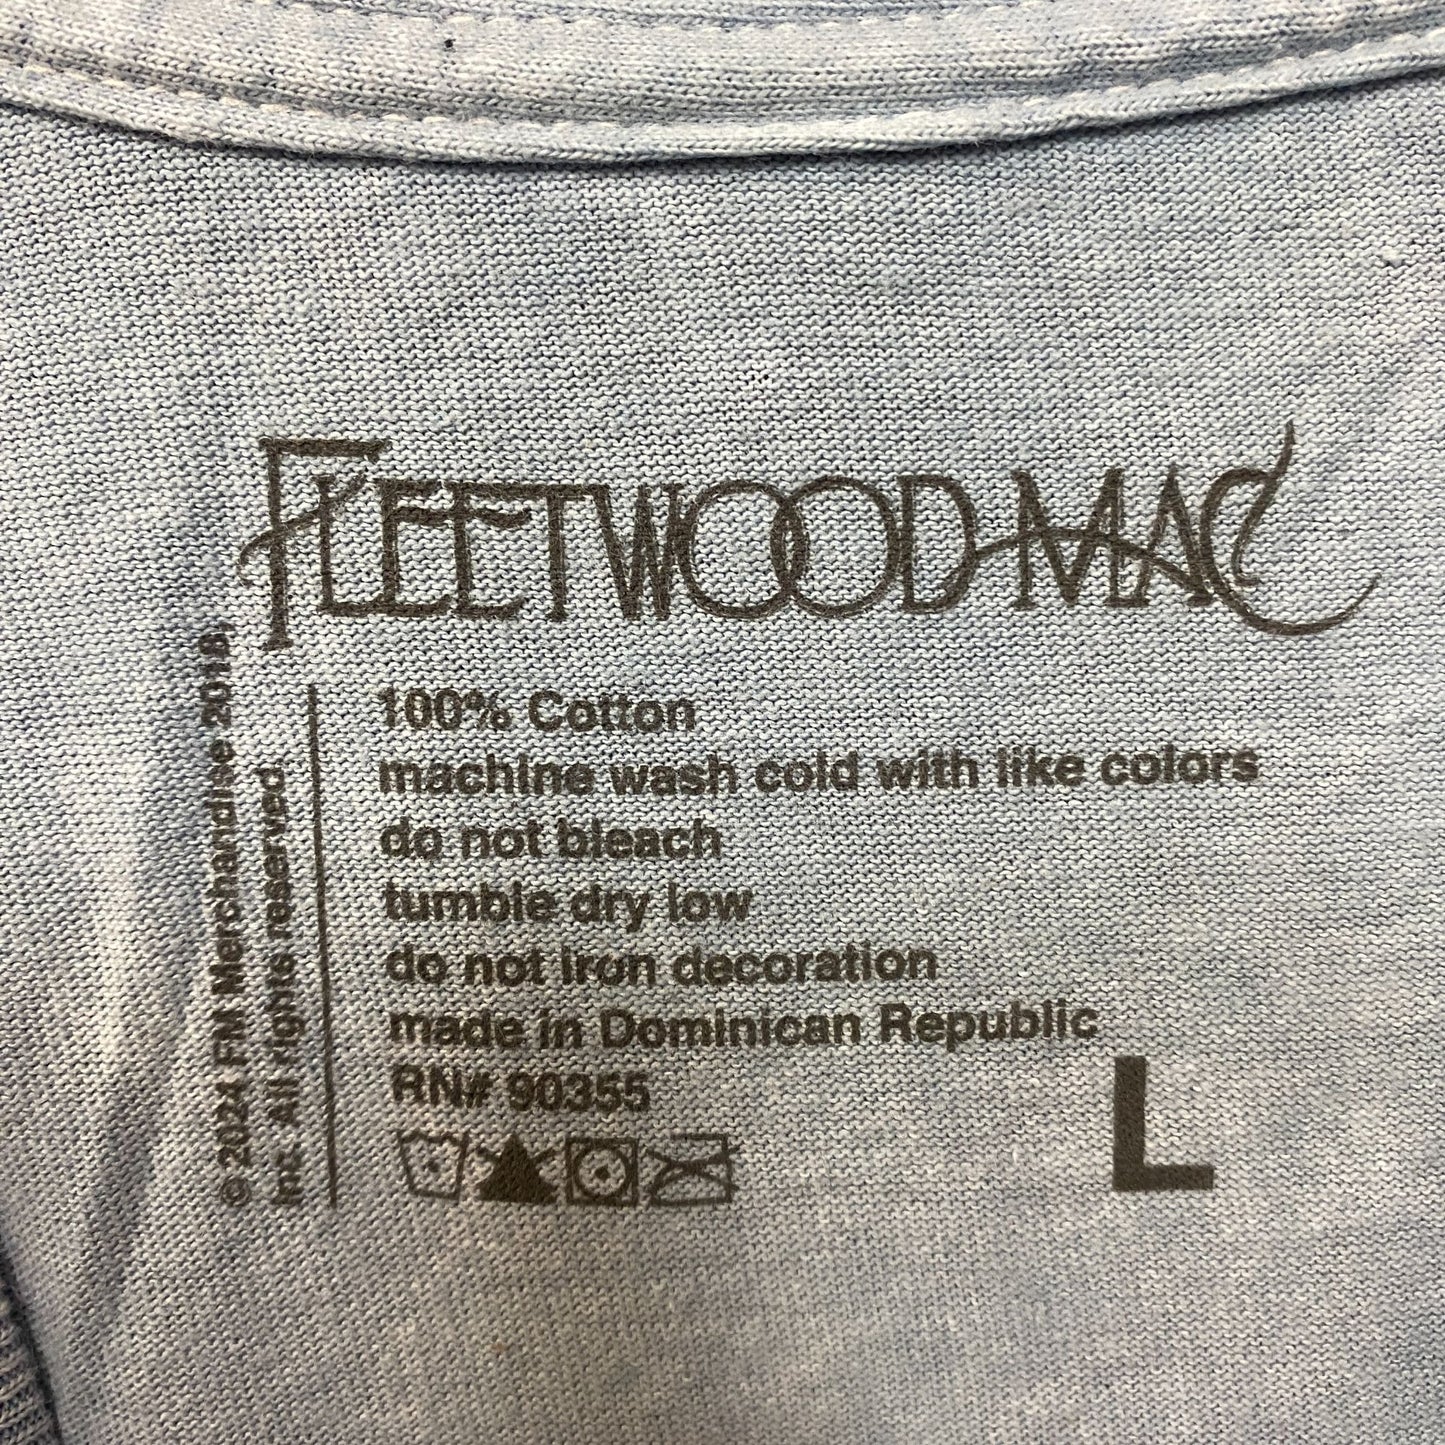 FLEETWOOD MAC
© 2024 FM Merchandise 2018,
Inc. All rights reserved
100% Cotton
machine wash cold with like colors
do not bleach
tumble dry low
do not iron decoration
made in Dominican Republic
RN# 90355
L